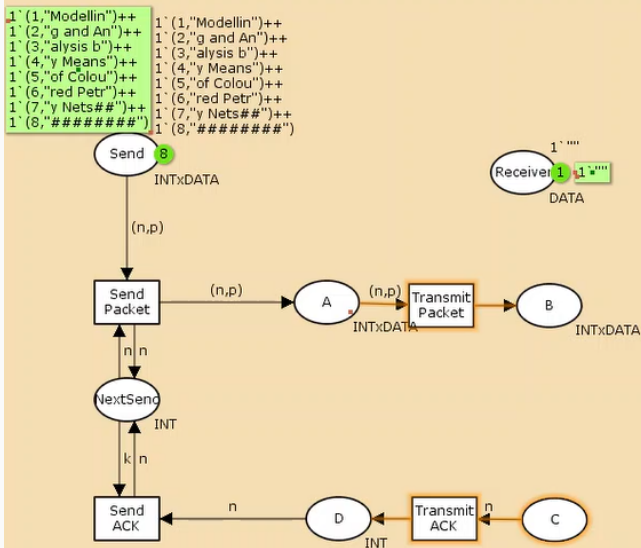 1`(1,"Modellin")++
1`(2,"g and An")++
1`(3,"alysis b")++
1`(4,"y Means")++
1`(5,"of Colou")++
1`(6,"red Petr")++
1`(7,"y Nets##")++
1`(8,"########")
1`(1,"Modellin")++
1`(2,"g and An")++
1`(3,"alysis b")++
1`(4,"y Means")++
1`(5,"of Colou")++
1`(6,"red Petr")++
1`(7,"y Nets##")++
1`(8,"########")
Send
8
INTxDATA
1`""
Receiver
1
1`""
DATA
(n,p)
Send
Packet
(n,p)
A
INTxDATA
(n,p)
Transmit
Packet
B
INTxDATA
n
n
NextSend
INT
k
n
Send
ACK
n
D
INT
Transmit
ACK
n
C